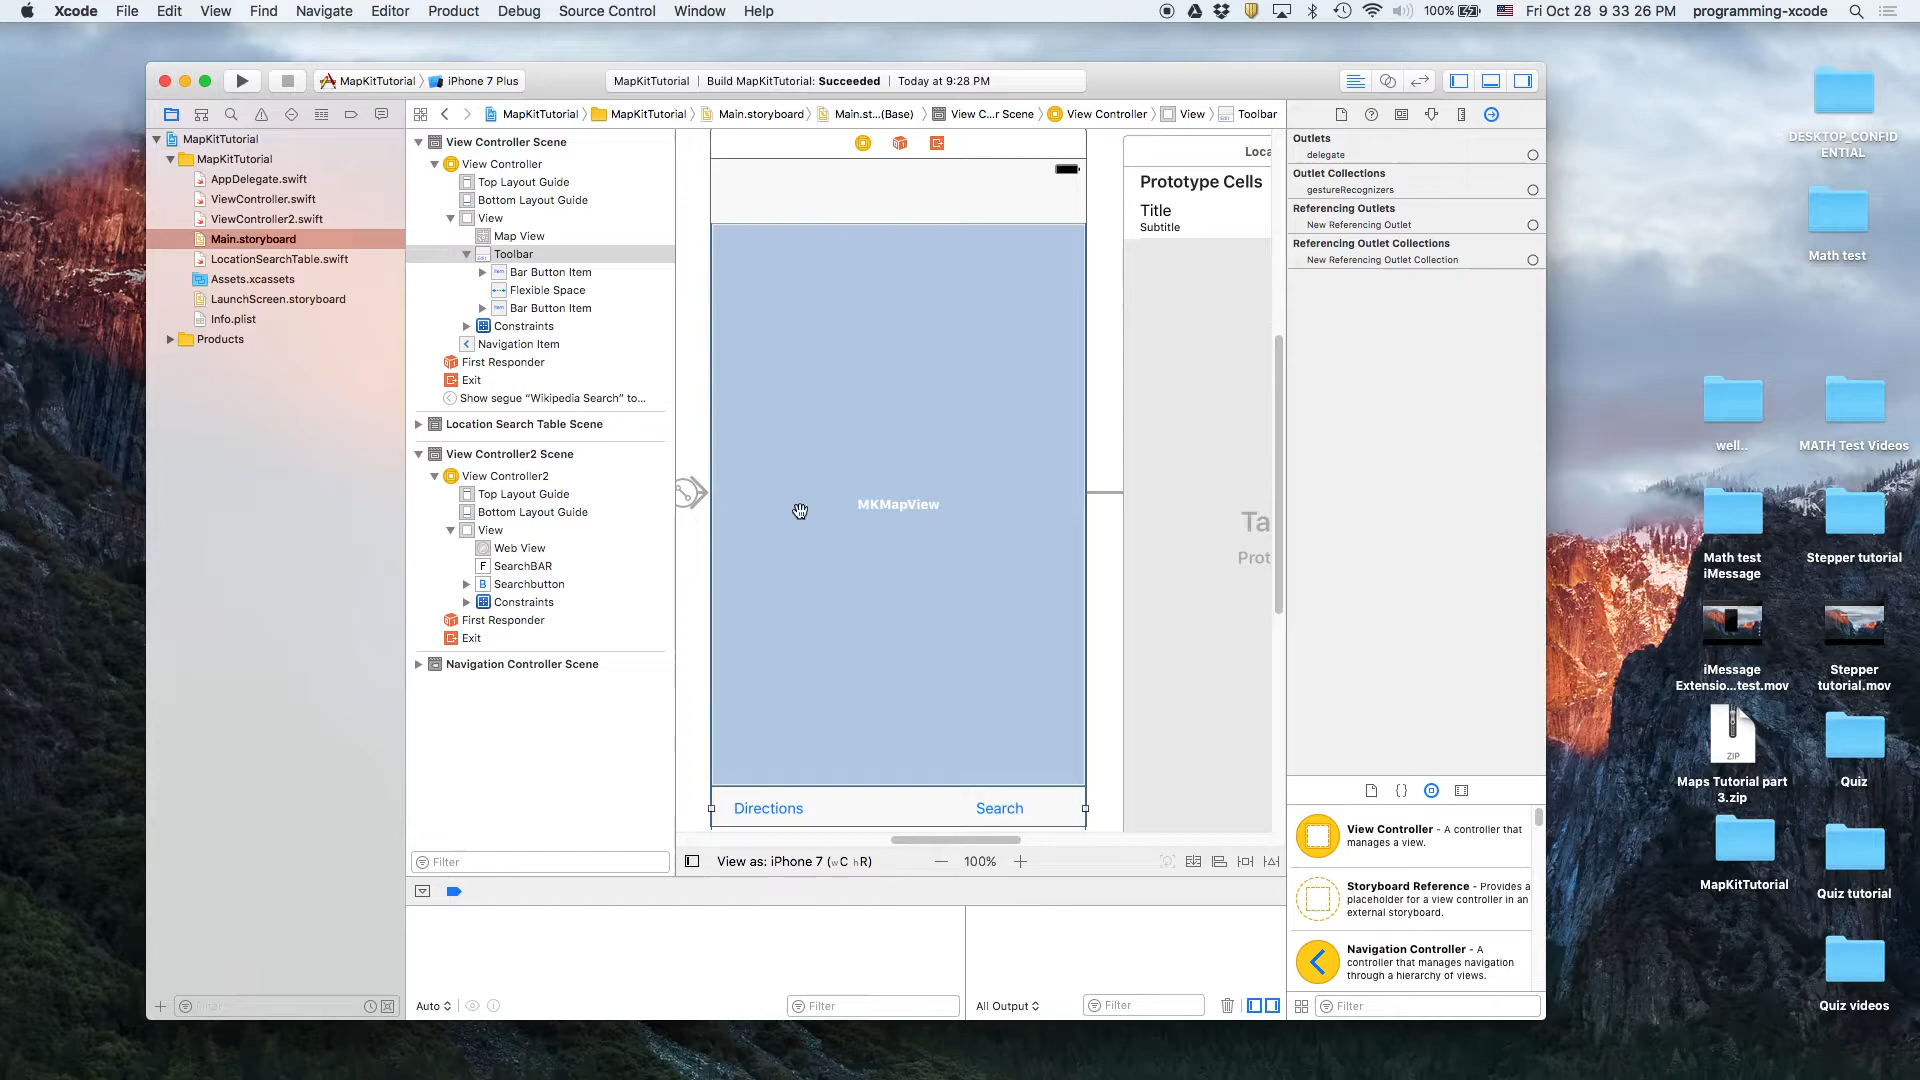 Xcode File Edit View Find Navigate Editor Product Debug Source Control Window Help 100% Fri Oct 28 9 33 26 PM programming-xcode
MapKitTutorial iPhone 7 Plus MapKitTutorial Build MapKitTutorial: Succeeded Today at 9:28 PM
MapKitTutorial MapKitTutorial Main.storyboard Main.st...(Base) View C...r Scene View Controller View Toolbar
MapKitTutorial
MapKitTutorial
AppDelegate.swift
ViewController.swift
ViewController2.swift
Main.storyboard
LocationSearchTable.swift
Assets.xcassets
LaunchScreen.storyboard
Info.plist
Products
Filter
View Controller Scene
View Controller
Top Layout Guide
Bottom Layout Guide
View
Map View
Toolbar
Bar Button Item
Flexible Space
Bar Button Item
Constraints
Navigation Item
First Responder
Exit
Show segue "Wikipedia Search" to...
Location Search Table Scene
View Controller2 Scene
View Controller2
Top Layout Guide
Bottom Layout Guide
View
Web View
F SearchBAR
B Searchbutton
Constraints
First Responder
Exit
Navigation Controller Scene
Filter
MKMapView
Directions Search
Loca
Prototype Cells
Title
Subtitle
Ta
Prot
View as: iPhone 7 (wC hR) — 100% +
Auto Filter All Output Filter
Outlets
delegate
Outlet Collections
gestureRecognizers
Referencing Outlets
New Referencing Outlet
Referencing Outlet Collections
New Referencing Outlet Collection
View Controller - A controller that
manages a view.
Storyboard Reference - Provides a
placeholder for a view controller in an
external storyboard.
Navigation Controller - A
controller that manages navigation
through a hierarchy of views.
Filter
DESKTOP_CONFID
ENTIAL
Math test
well..
MATH Test Videos
Math test
iMessage
Stepper tutorial
iMessage
Extensio...test.mov
Stepper
tutorial.mov
ZIP
Maps Tutorial part
3.zip
Quiz
MapKitTutorial
Quiz tutorial
Quiz videos